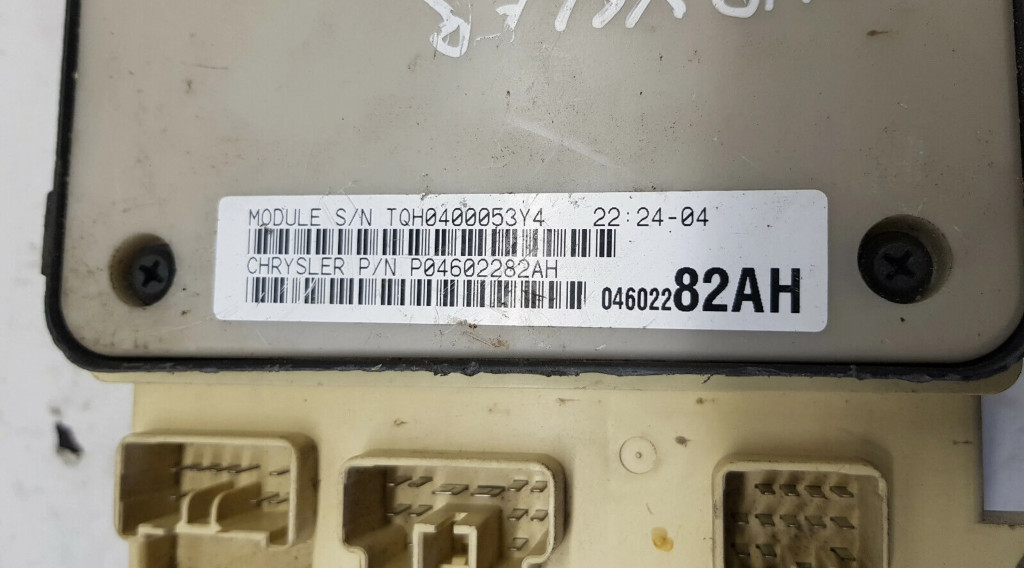 MODULE S/N TQH0400053Y4 22:24-04
CHRYSLER P/N P04602282AH
04602282AH